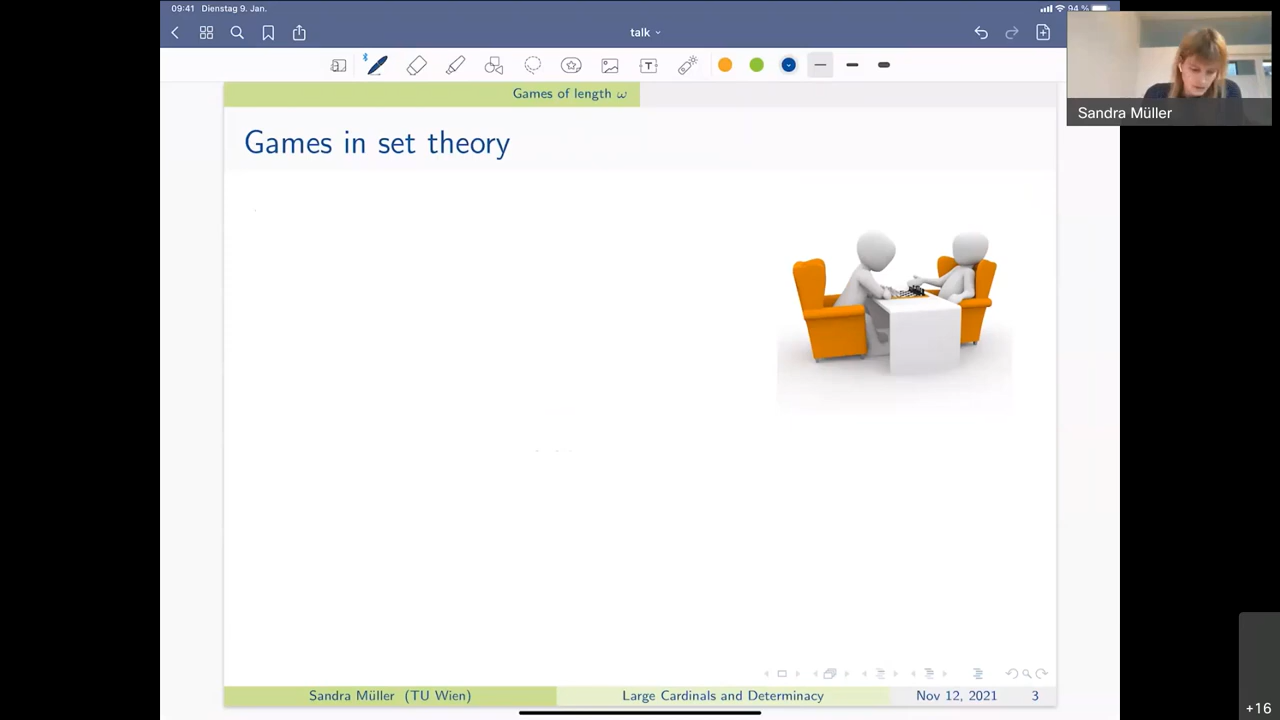 09:41 Dienstag 9. Jan.
94 %
talk
T
Sandra Müller
Games of length ω
Games in set theory
Sandra Müller (TU Wien)
Large Cardinals and Determinacy
Nov 12, 2021
3
+16